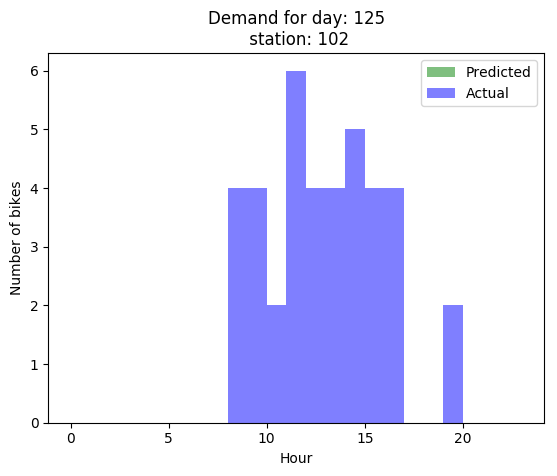 Demand for day: 125
station: 102
Predicted
Actual
Number of bikes
6
5
4
3
2
1
0
0 5 10 15 20
Hour